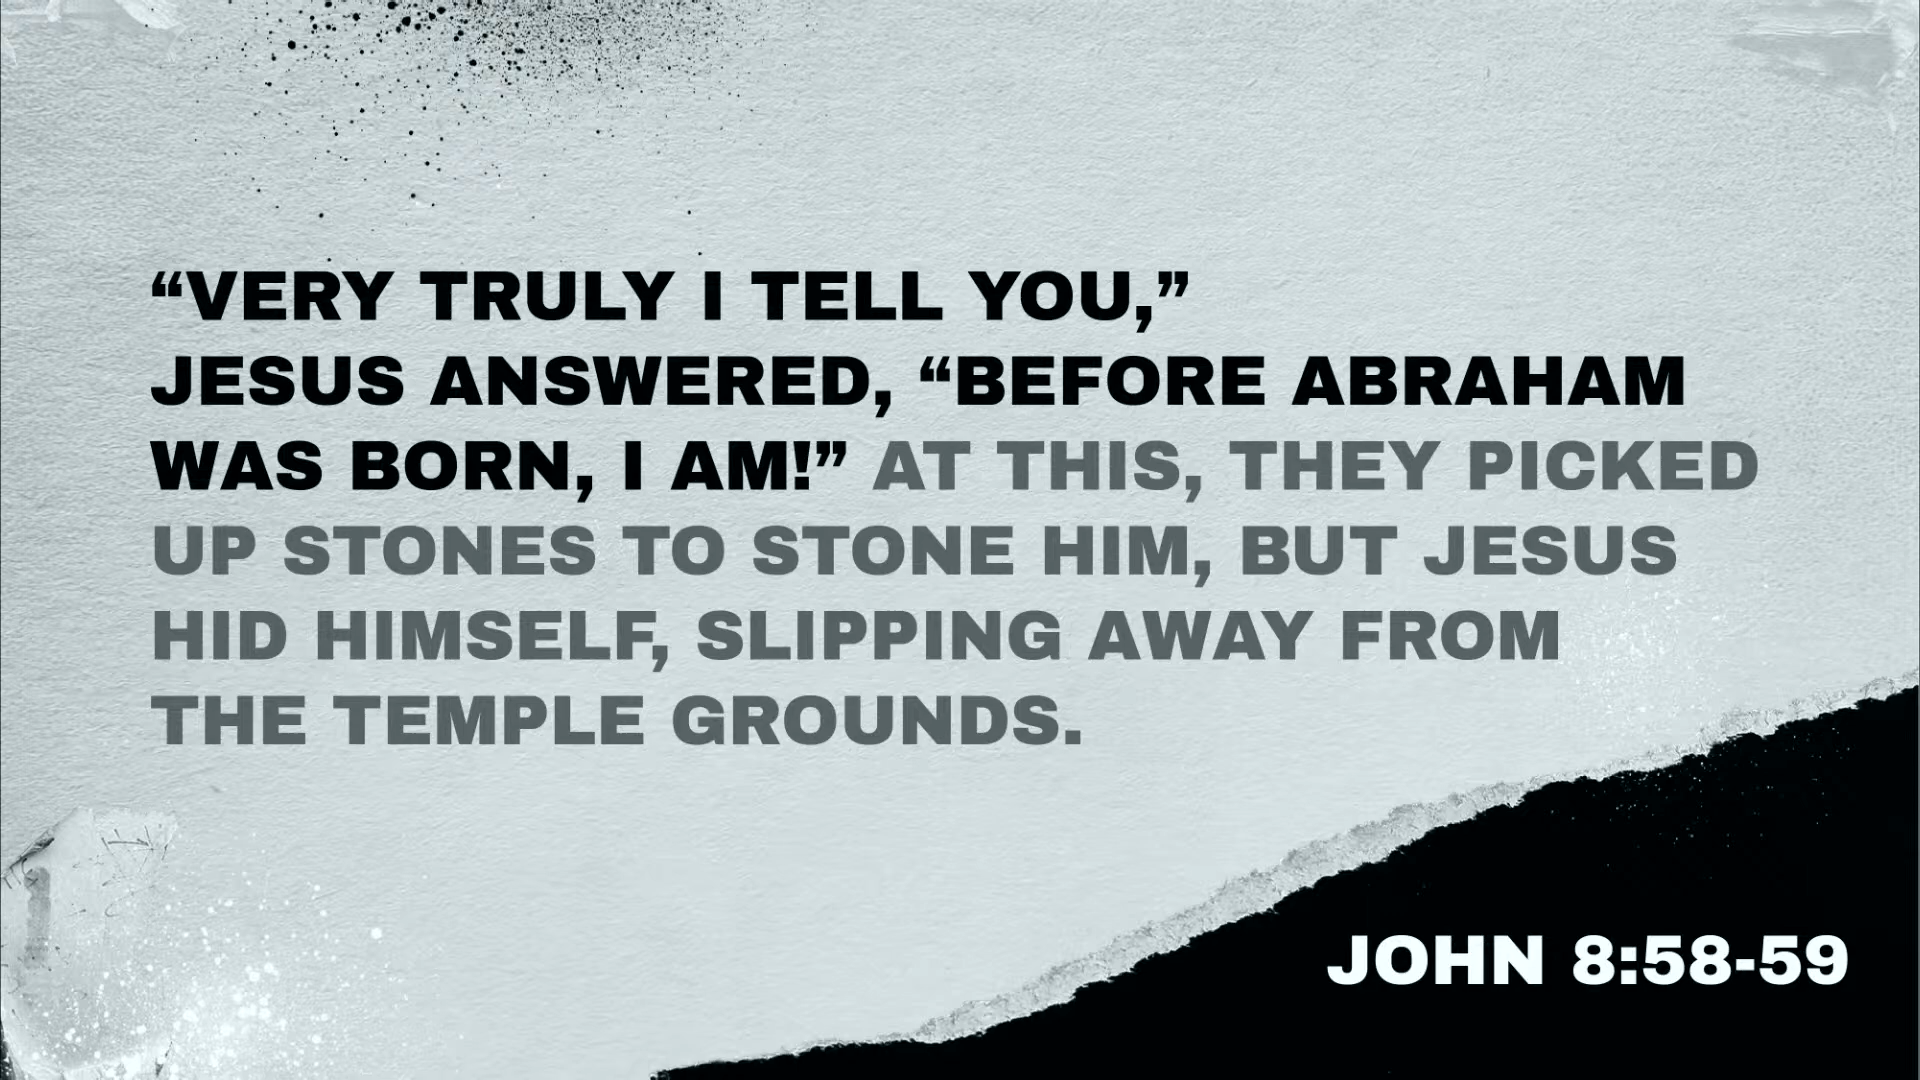 “VERY TRULY I TELL YOU,”
JESUS ANSWERED, “BEFORE ABRAHAM
WAS BORN, I AM!” AT THIS, THEY PICKED
UP STONES TO STONE HIM, BUT JESUS
HID HIMSELF, SLIPPING AWAY FROM
THE TEMPLE GROUNDS.
JOHN 8:58-59